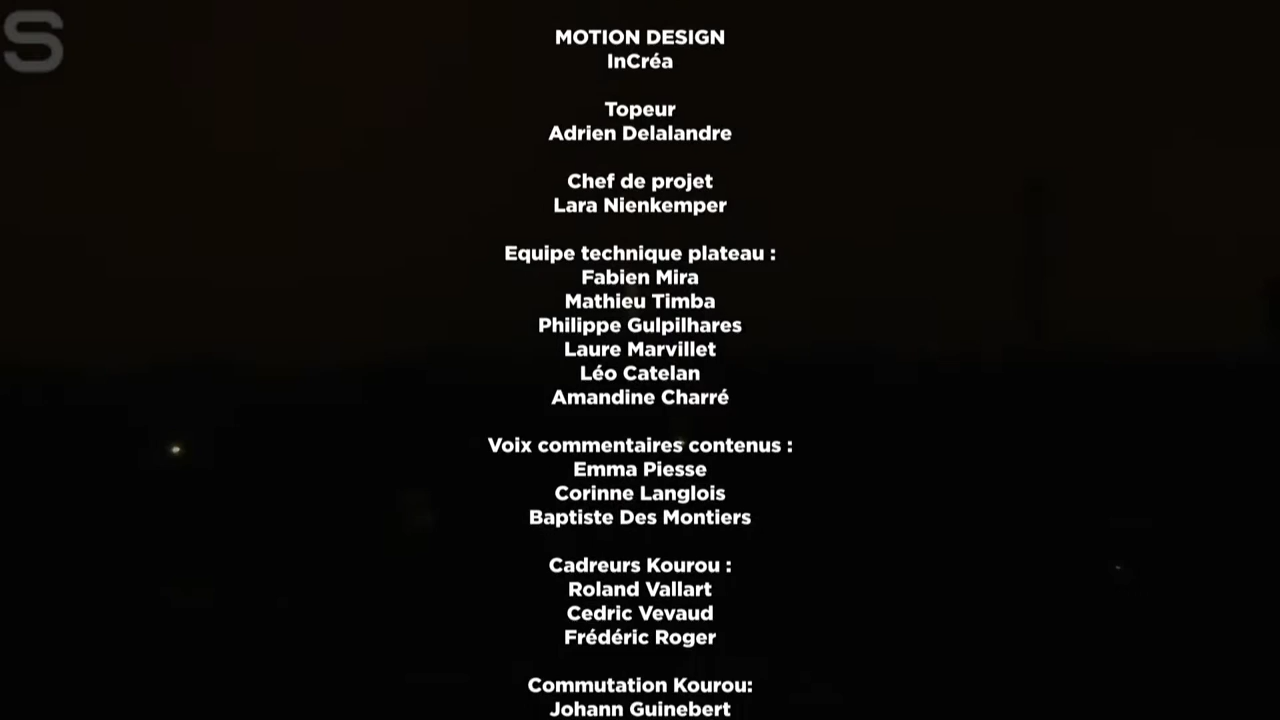 S
MOTION DESIGN
InCréa
Topeur
Adrien Delalandre
Chef de projet
Lara Nienkemper
Equipe technique plateau :
Fabien Mira
Mathieu Timba
Philippe Gulpilhares
Laure Marvillet
Léo Catelan
Amandine Charré
Voix commentaires contenus :
Emma Piesse
Corinne Langlois
Baptiste Des Montiers
Cadreurs Kourou :
Roland Vallart
Cedric Vevaud
Frédéric Roger
Commutation Kourou:
Johann Guinebert